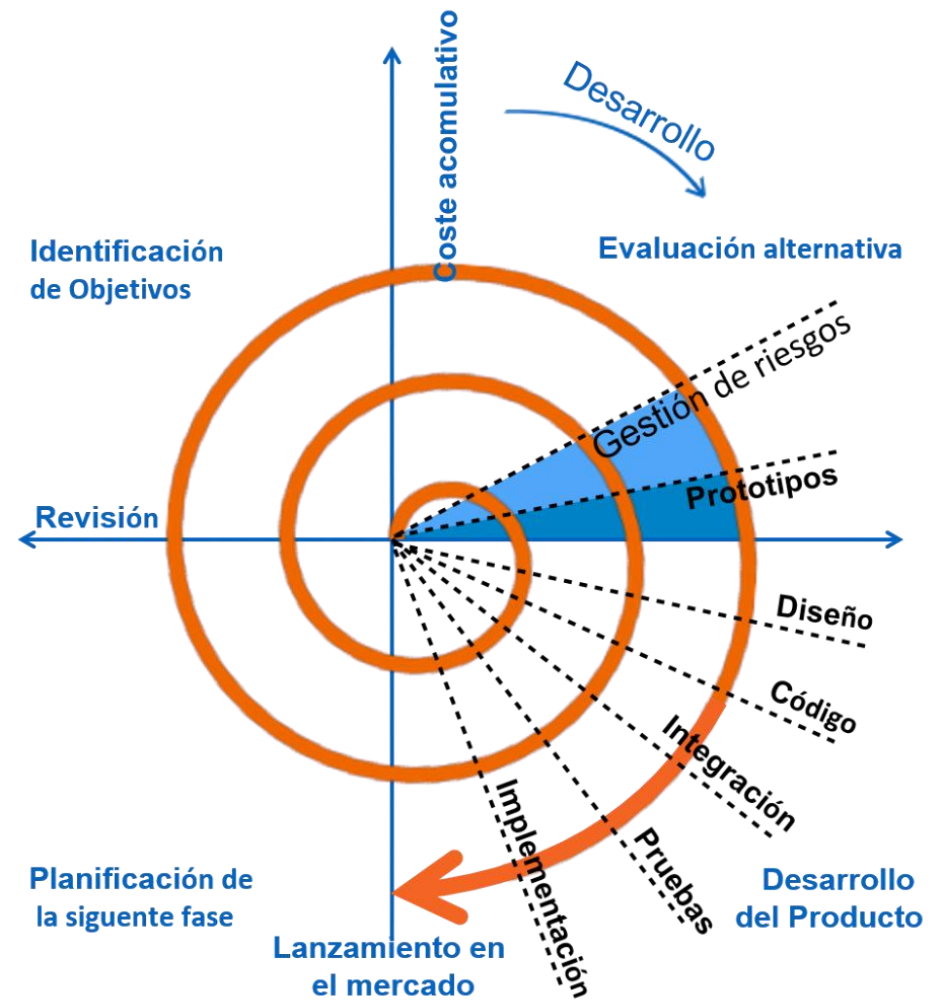 Coste acomulativo
Desarrollo
Identificación
de Objetivos
Evaluación alternativa
Gestión de riesgos
Prototipos
Revisión
Diseño
Código
Integración
Pruebas
Implementación
Planificación de
la siguente fase
Desarrollo
del Producto
Lanzamiento en
el mercado